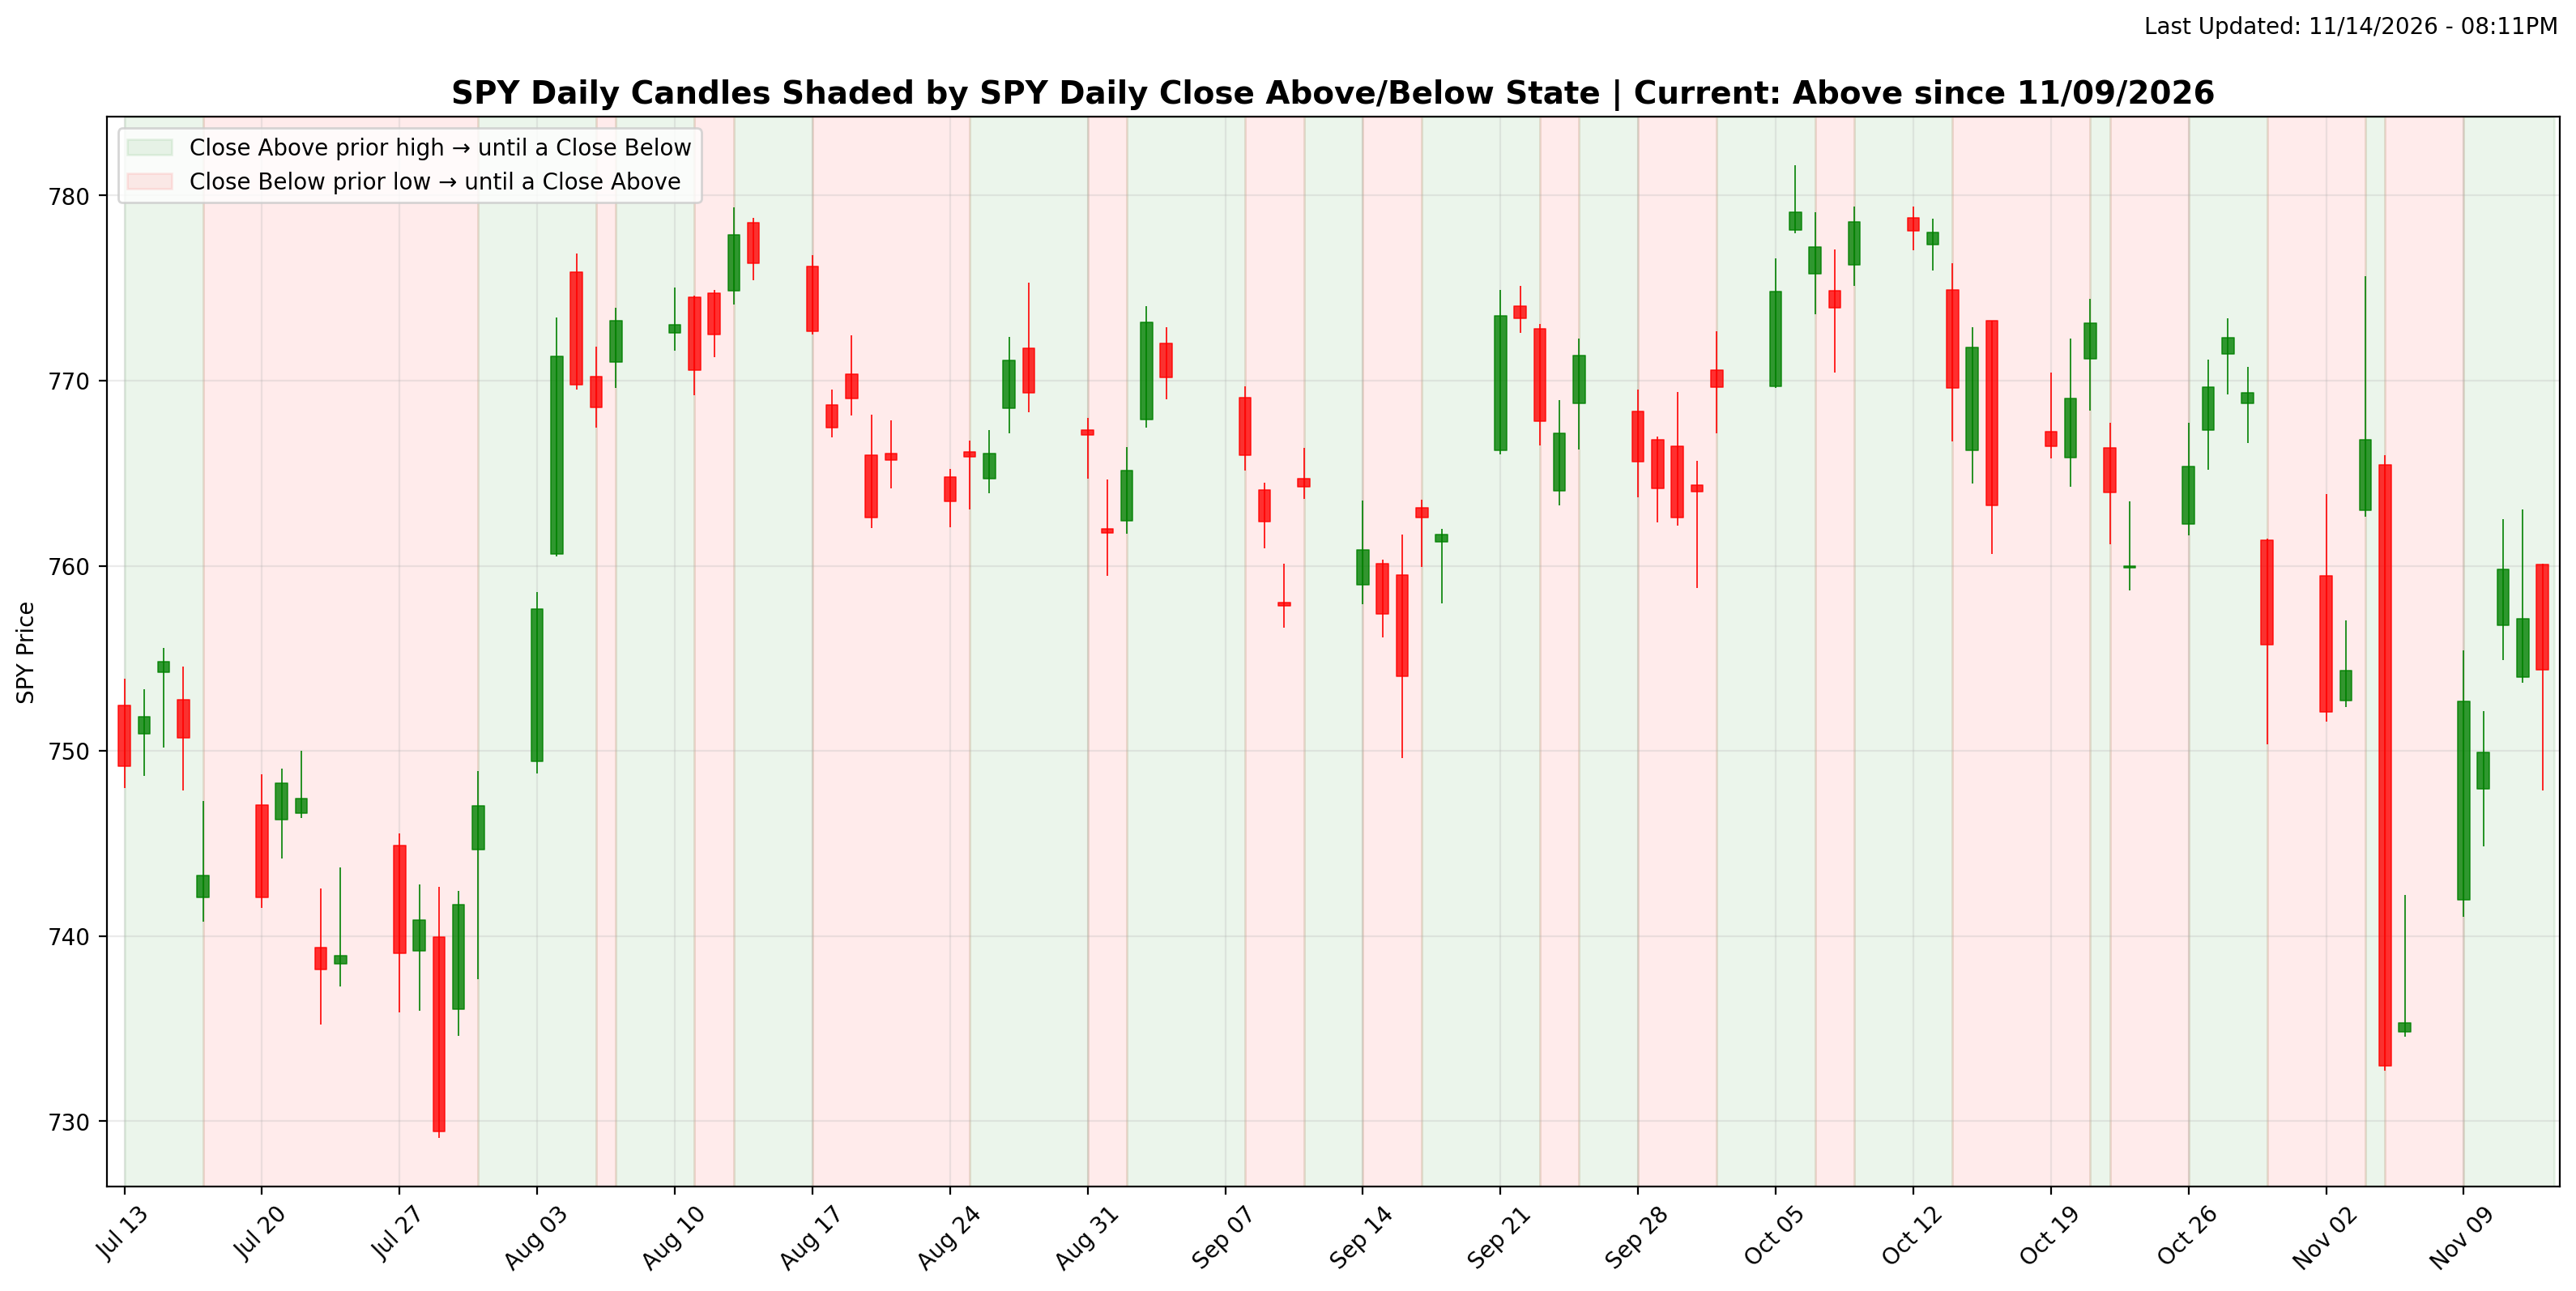 Last Updated: 11/14/2026 - 08:11PM
SPY Daily Candles Shaded by SPY Daily Close Above/Below State | Current: Above since 11/09/2026
Close Above prior high → until a Close Below
Close Below prior low → until a Close Above
780
770
760
750
740
730
SPY Price
Jul 13
Jul 20
Jul 27
Aug 03
Aug 10
Aug 17
Aug 24
Aug 31
Sep 07
Sep 14
Sep 21
Sep 28
Oct 05
Oct 12
Oct 19
Oct 26
Nov 02
Nov 09